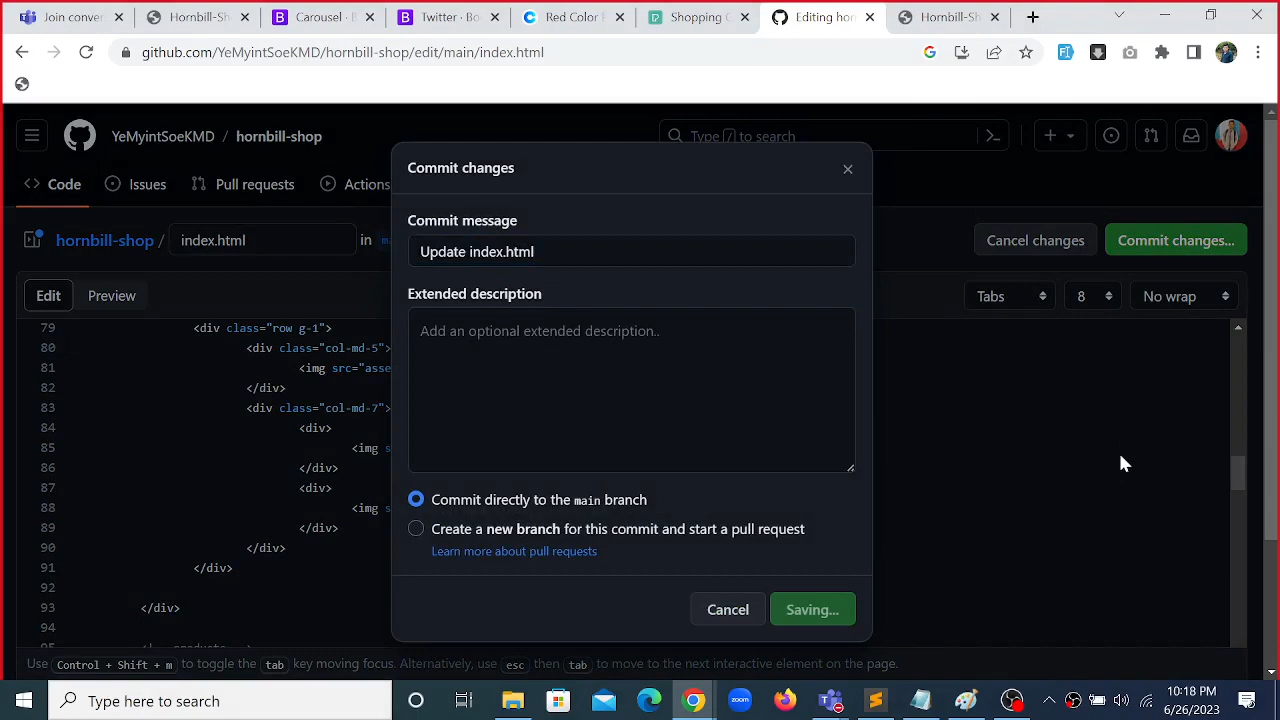 Join conver
Hornbill-Sh
Carousel · B
Twitter · Bo
Red Color P
Shopping C
Editing hor
Hornbill-Sh
github.com/YeMyintSoeKMD/hornbill-shop/edit/main/index.html
YeMyintSoeKMD / hornbill-shop
Type / to search
Code
Issues
Pull requests
Actions
hornbill-shop / index.html in
Cancel changes
Commit changes...
Edit
Preview
Tabs
8
No wrap
79 <div class="row g-1">
80 <div class="col-md-5">
81 <img src="asse
82 </div>
83 <div class="col-md-7">
84 <div>
85 <img s
86 </div>
87 <div>
88 <img s
89 </div>
90 </div>
91 </div>
92
93 </div>
94
Commit changes
Commit message
Update index.html
Extended description
Add an optional extended description..
Commit directly to the main branch
Create a new branch for this commit and start a pull request
Learn more about pull requests
Cancel
Saving...
Use Control + Shift + m to toggle the tab key moving focus. Alternatively, use esc then tab to move to the next interactive element on the page.
Type here to search
zoom
10:18 PM
6/26/2023